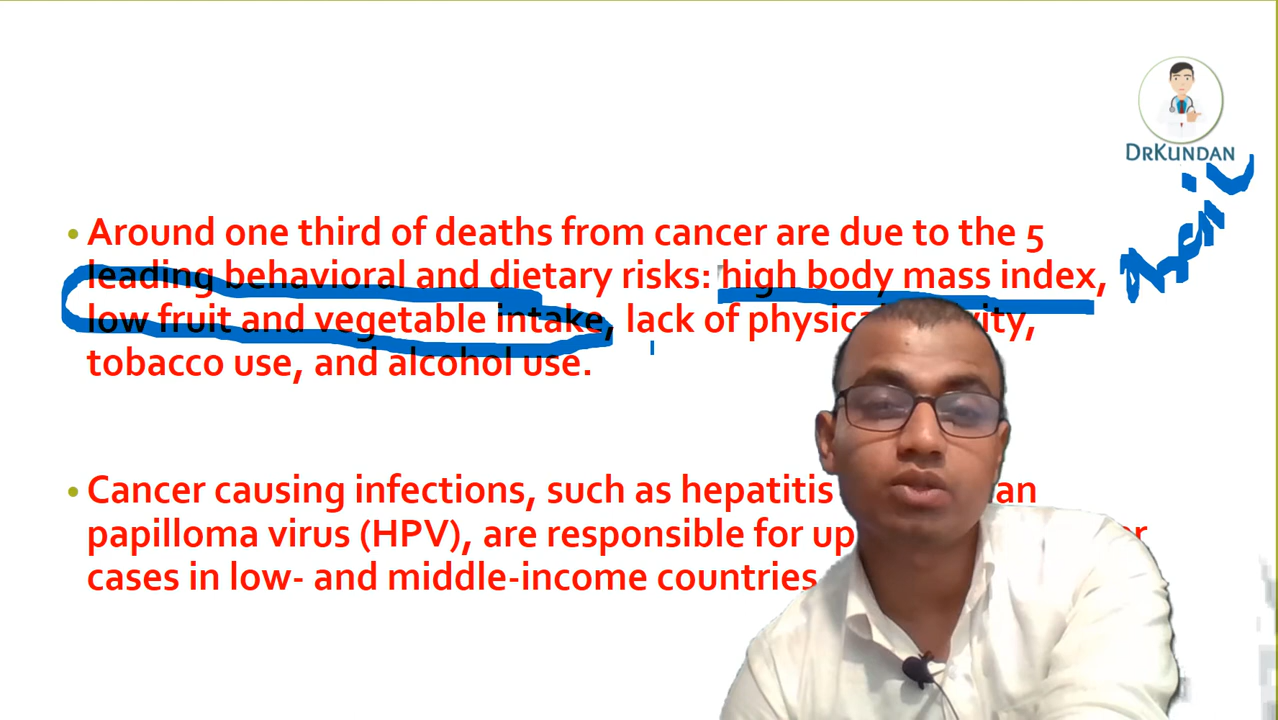 DRKUNDAN
• Around one third of deaths from cancer are due to the 5
leading behavioral and dietary risks: high body mass index,
low fruit and vegetable intake, lack of
tobacco use, and alcohol use.
• Cancer causing infections, such as hepatitis
papilloma virus (HPV), are responsible for up
cases in low- and middle-income countries